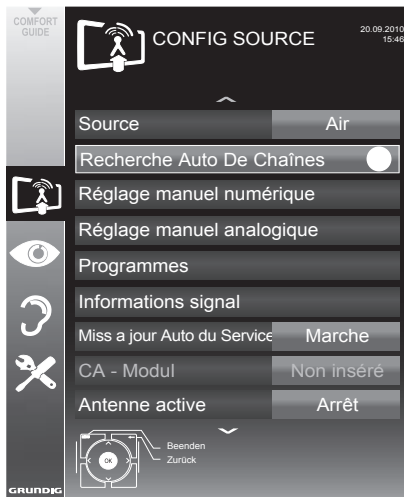 COMFORT
GUIDE
CONFIG SOURCE
20.09.2010
15:46
Source Air
Recherche Auto De Chaînes
Réglage manuel numérique
Réglage manuel analogique
Programmes
Informations signal
Miss a jour Auto du Service Marche
CA - Modul Non inséré
Antenne active Arrêt
OK
Beenden
Zurück
GRUNDIG